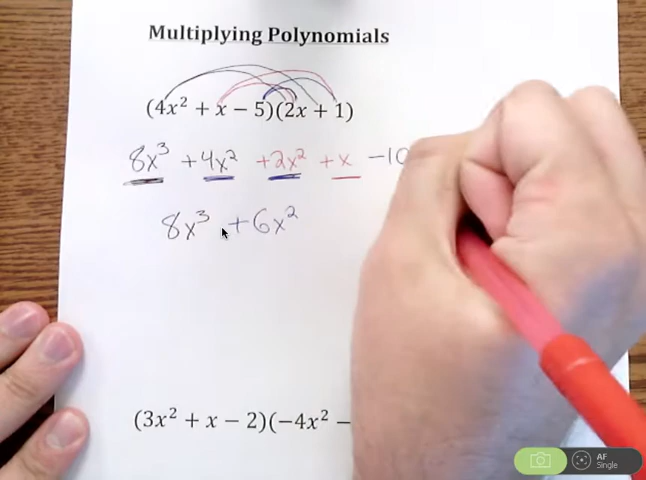 Multiplying Polynomials
(4x² + x − 5)(2x + 1)
8x³ + 4x² + 2x² + x − 10
8x³ + 6x²
(3x² + x − 2)(−4x² −
AF
Single